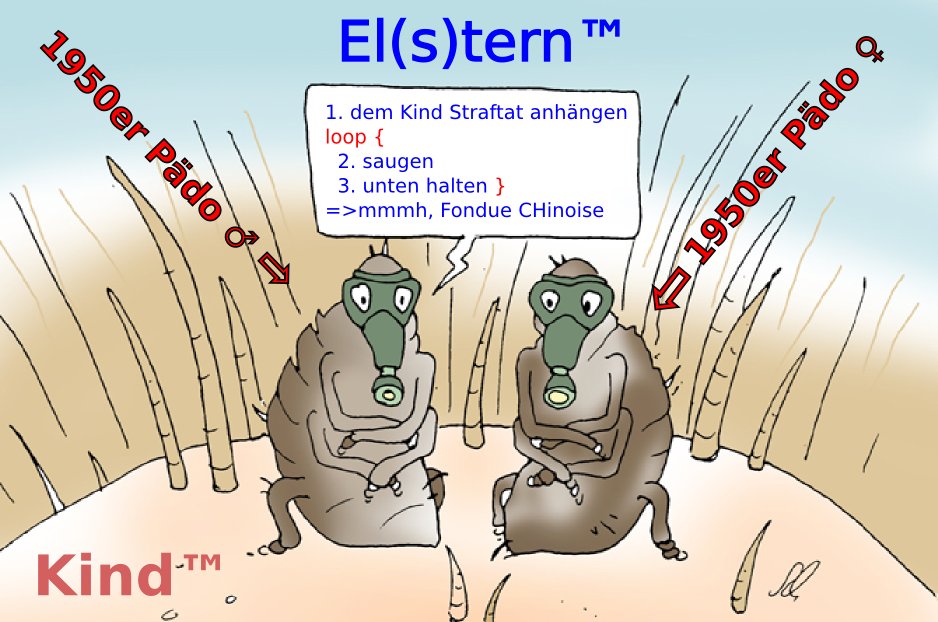 El(s)tern™
1950er Pädo ♂ ⇨
⇦ 1950er Pädo ♀
1. dem Kind Straftat anhängen
loop {
2. saugen
3. unten halten }
=>mmmh, Fondue CHinoise
Kind™